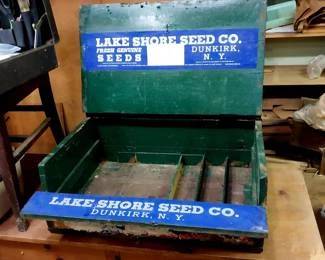 LAKE SHORE SEED CO.
FRESH GENUINE DUNKIRK,
SEEDS N. Y.
LAKE SHORE SEED CO.
DUNKIRK, N. Y.